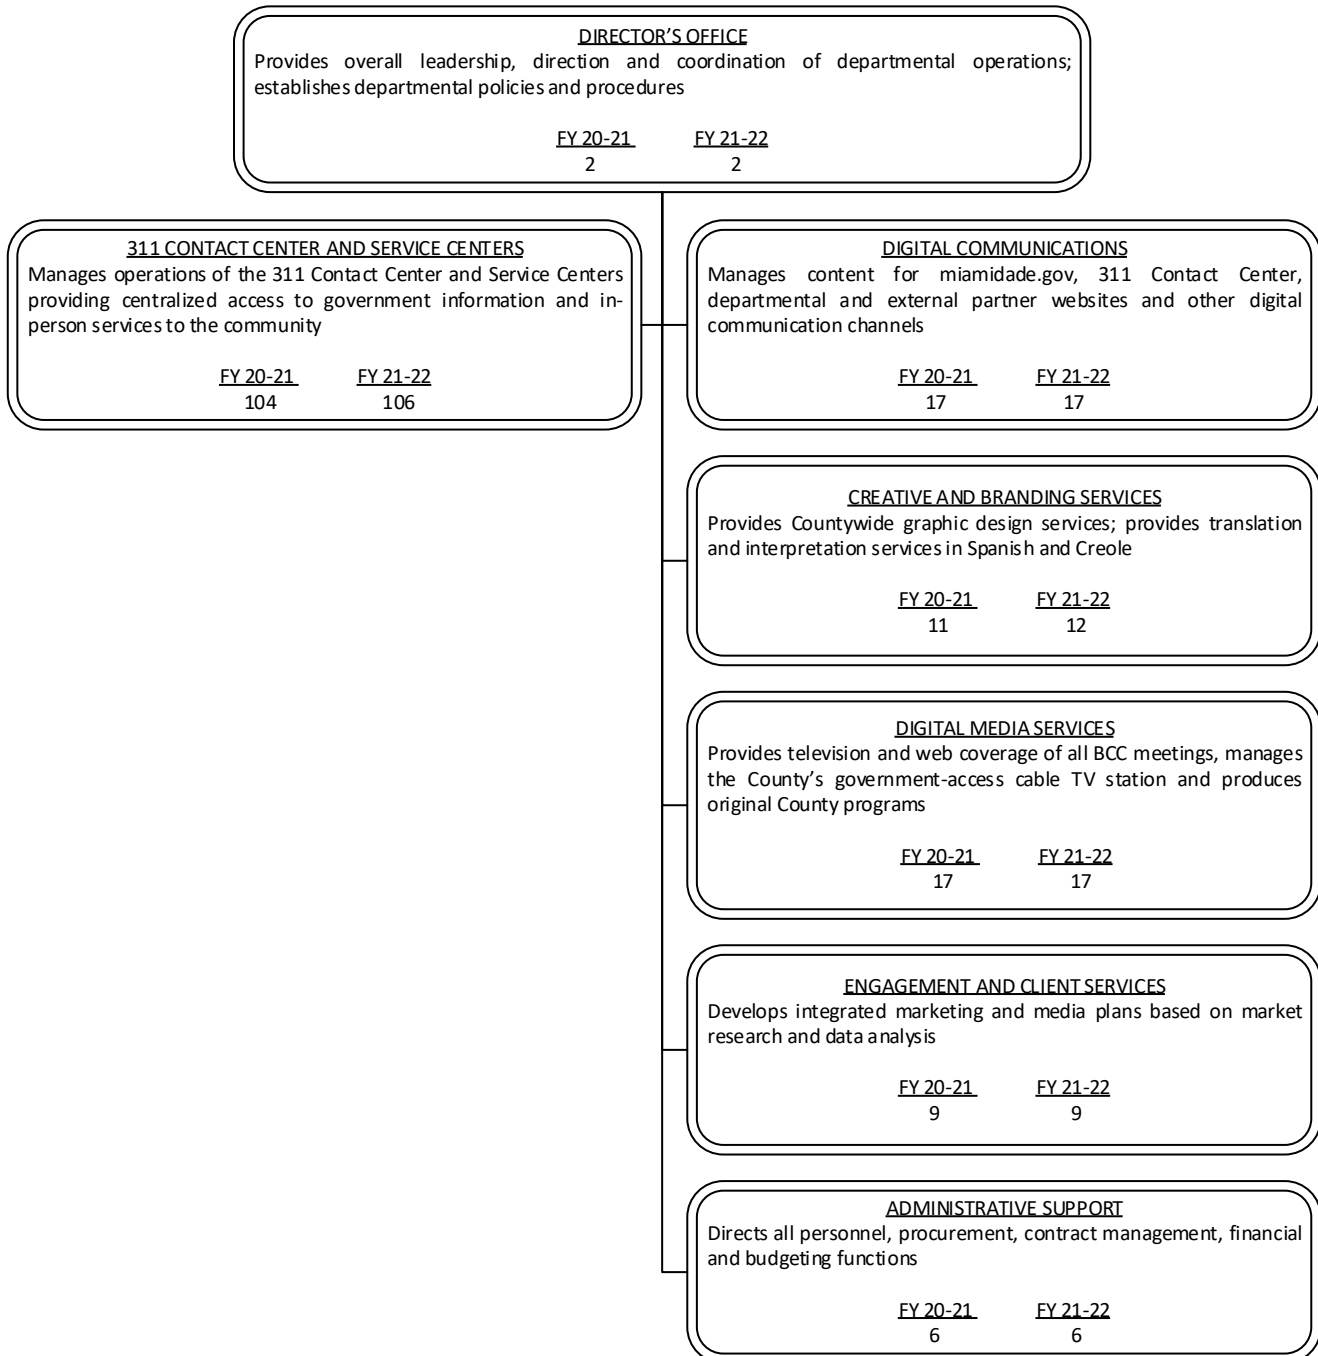 DIRECTOR’S OFFICE
Provides overall leadership, direction and coordination of departmental operations;
establishes departmental policies and procedures
FY 20-21 FY 21-22
2 2
311 CONTACT CENTER AND SERVICE CENTERS
Manages operations of the 311 Contact Center and Service Centers
providing centralized access to government information and in-
person services to the community
FY 20-21 FY 21-22
104 106
DIGITAL COMMUNICATIONS
Manages content for miamidade.gov, 311 Contact Center,
departmental and external partner websites and other digital
communication channels
FY 20-21 FY 21-22
17 17
CREATIVE AND BRANDING SERVICES
Provides Countywide graphic design services; provides translation
and interpretation services in Spanish and Creole
FY 20-21 FY 21-22
11 12
DIGITAL MEDIA SERVICES
Provides television and web coverage of all BCC meetings, manages
the County’s government-access cable TV station and produces
original County programs
FY 20-21 FY 21-22
17 17
ENGAGEMENT AND CLIENT SERVICES
Develops integrated marketing and media plans based on market
research and data analysis
FY 20-21 FY 21-22
9 9
ADMINISTRATIVE SUPPORT
Directs all personnel, procurement, contract management, financial
and budgeting functions
FY 20-21 FY 21-22
6 6